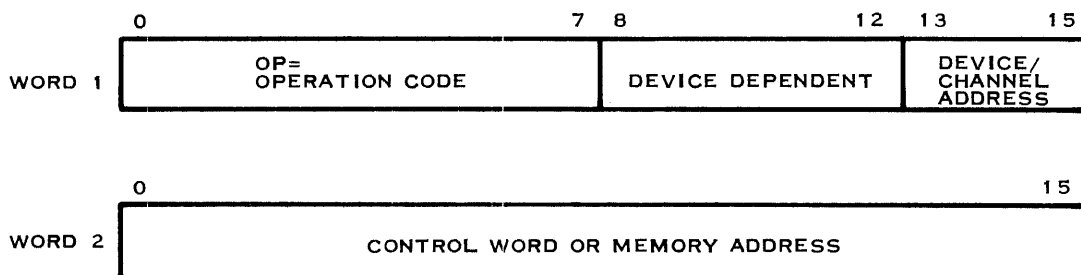 0 7 8 12 13 15
WORD 1
OP=
OPERATION CODE
DEVICE DEPENDENT
DEVICE/
CHANNEL
ADDRESS
0 15
WORD 2
CONTROL WORD OR MEMORY ADDRESS